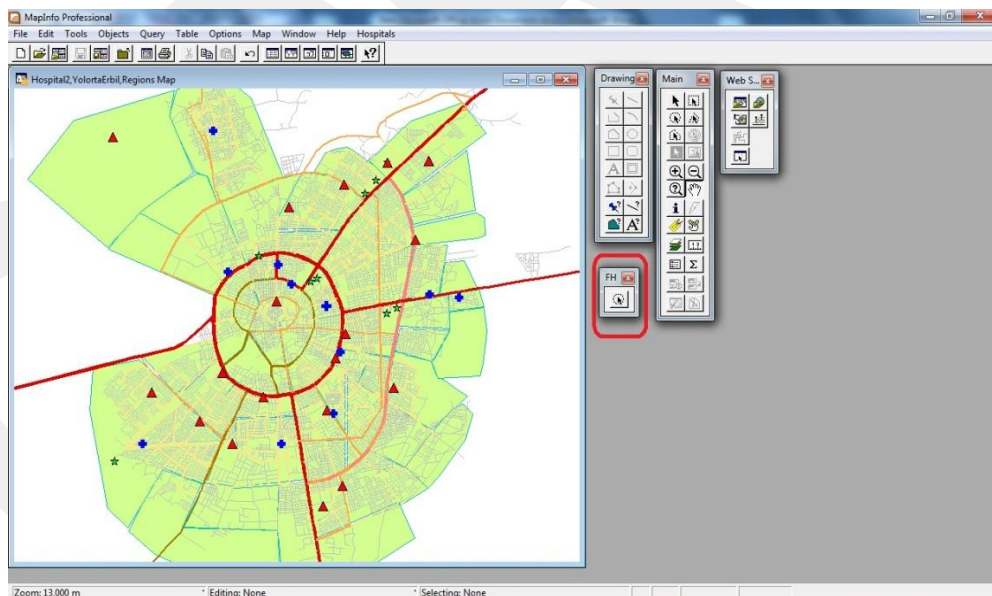 MapInfo Professional
File Edit Tools Objects Query Table Options Map Window Help Hospitals
Hospital2,YolortaErbil,Regions Map
Drawing
Main
Web S...
FH
Zoom: 13.000 m
Editing: None
Selecting: None